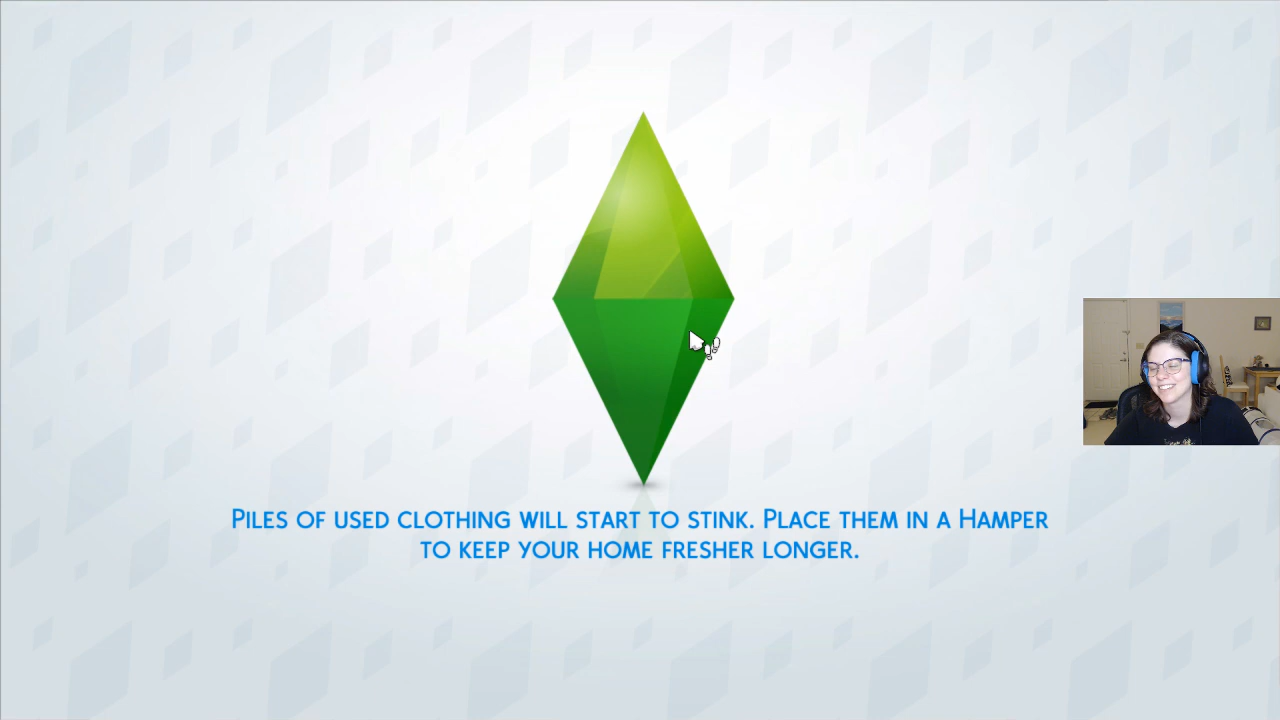 Piles of used clothing will start to stink. Place them in a Hamper
to keep your home fresher longer.